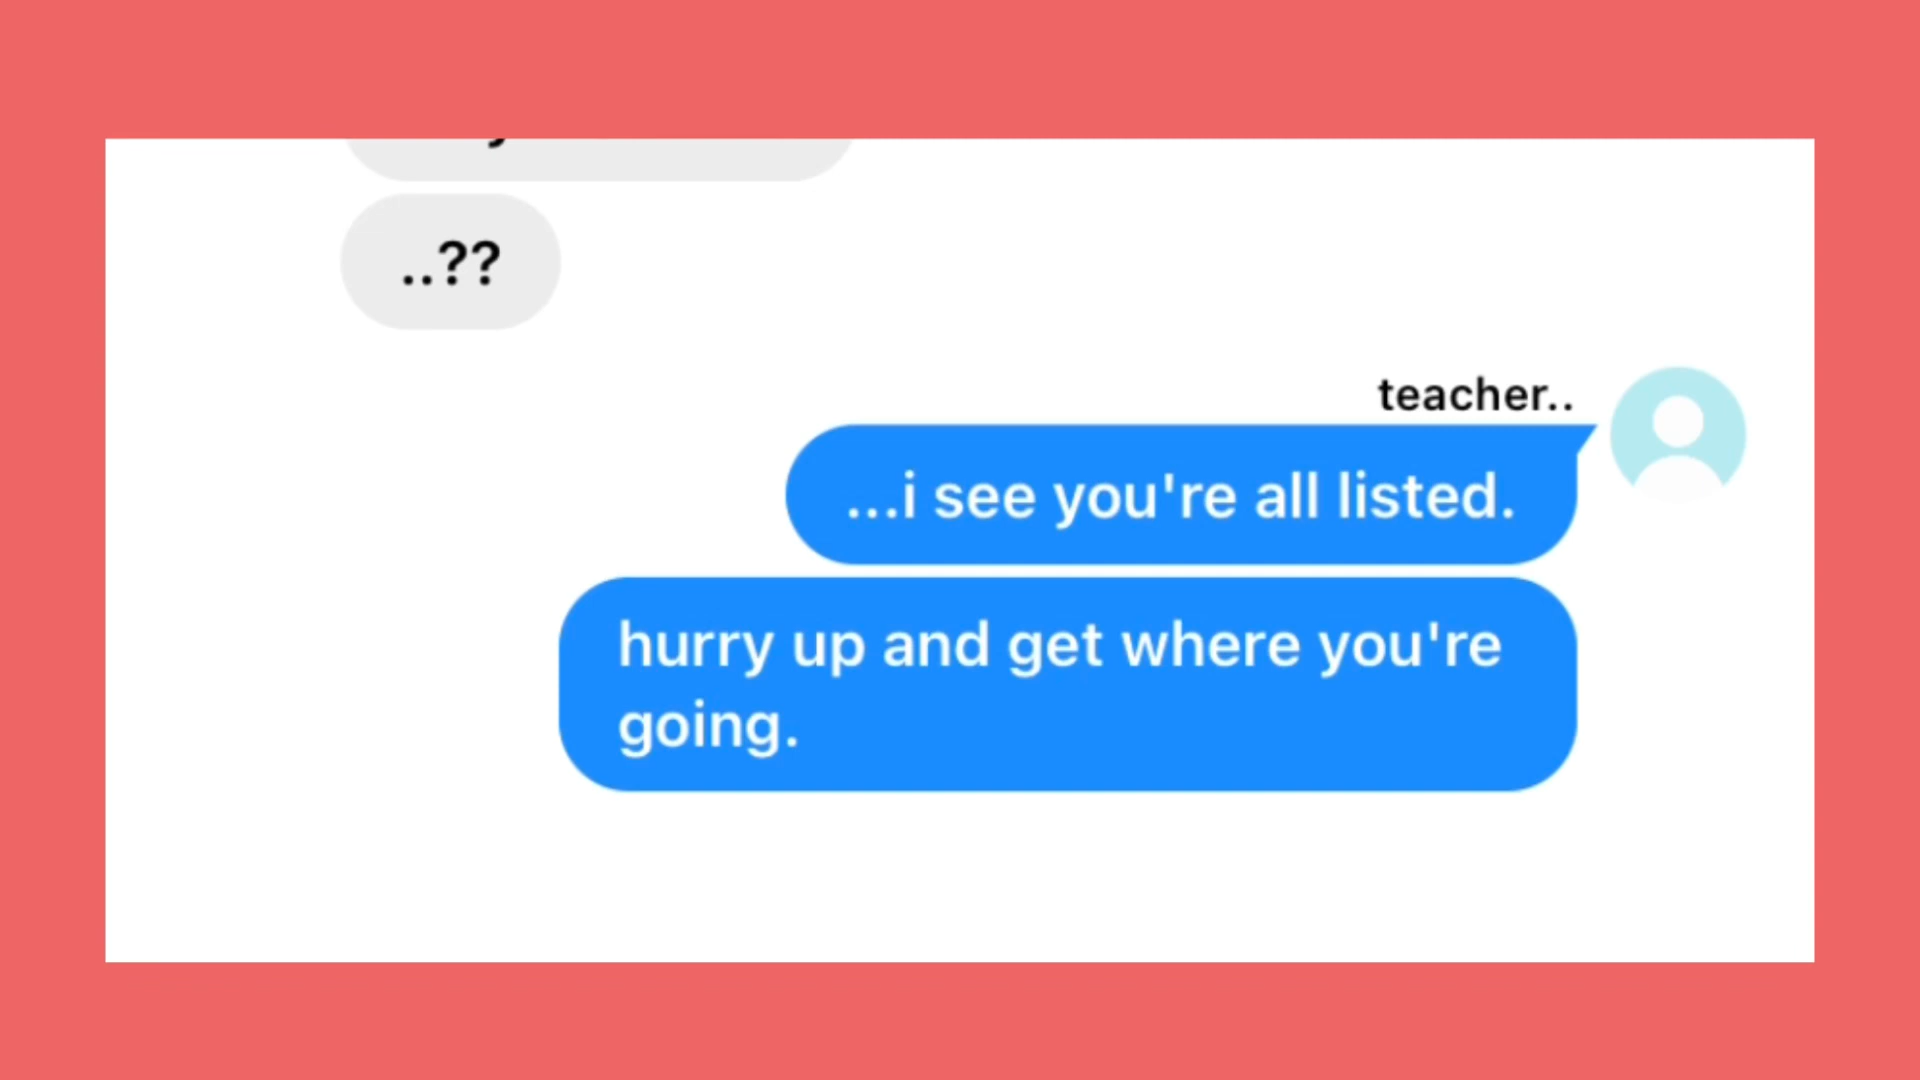 ..??
teacher..
...i see you're all listed.
hurry up and get where you're
going.